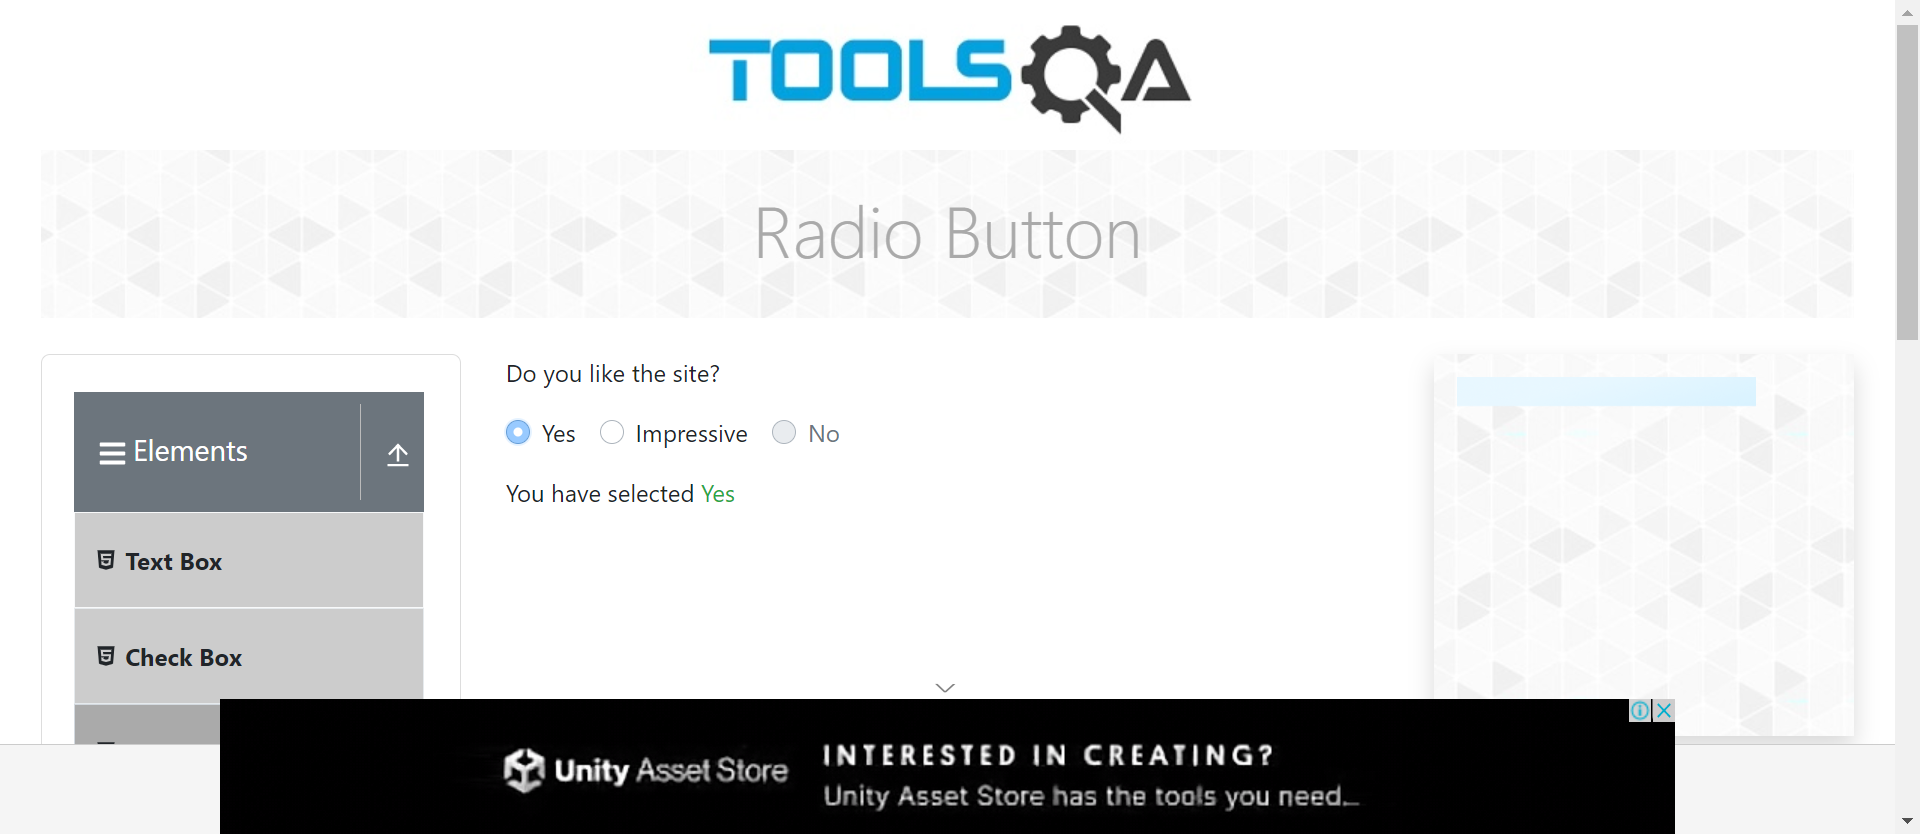 TOOLSQA
Radio Button
Elements
Text Box
Check Box
Do you like the site?
Yes Impressive No
You have selected Yes
Unity Asset Store
INTERESTED IN CREATING?
Unity Asset Store has the tools you need...